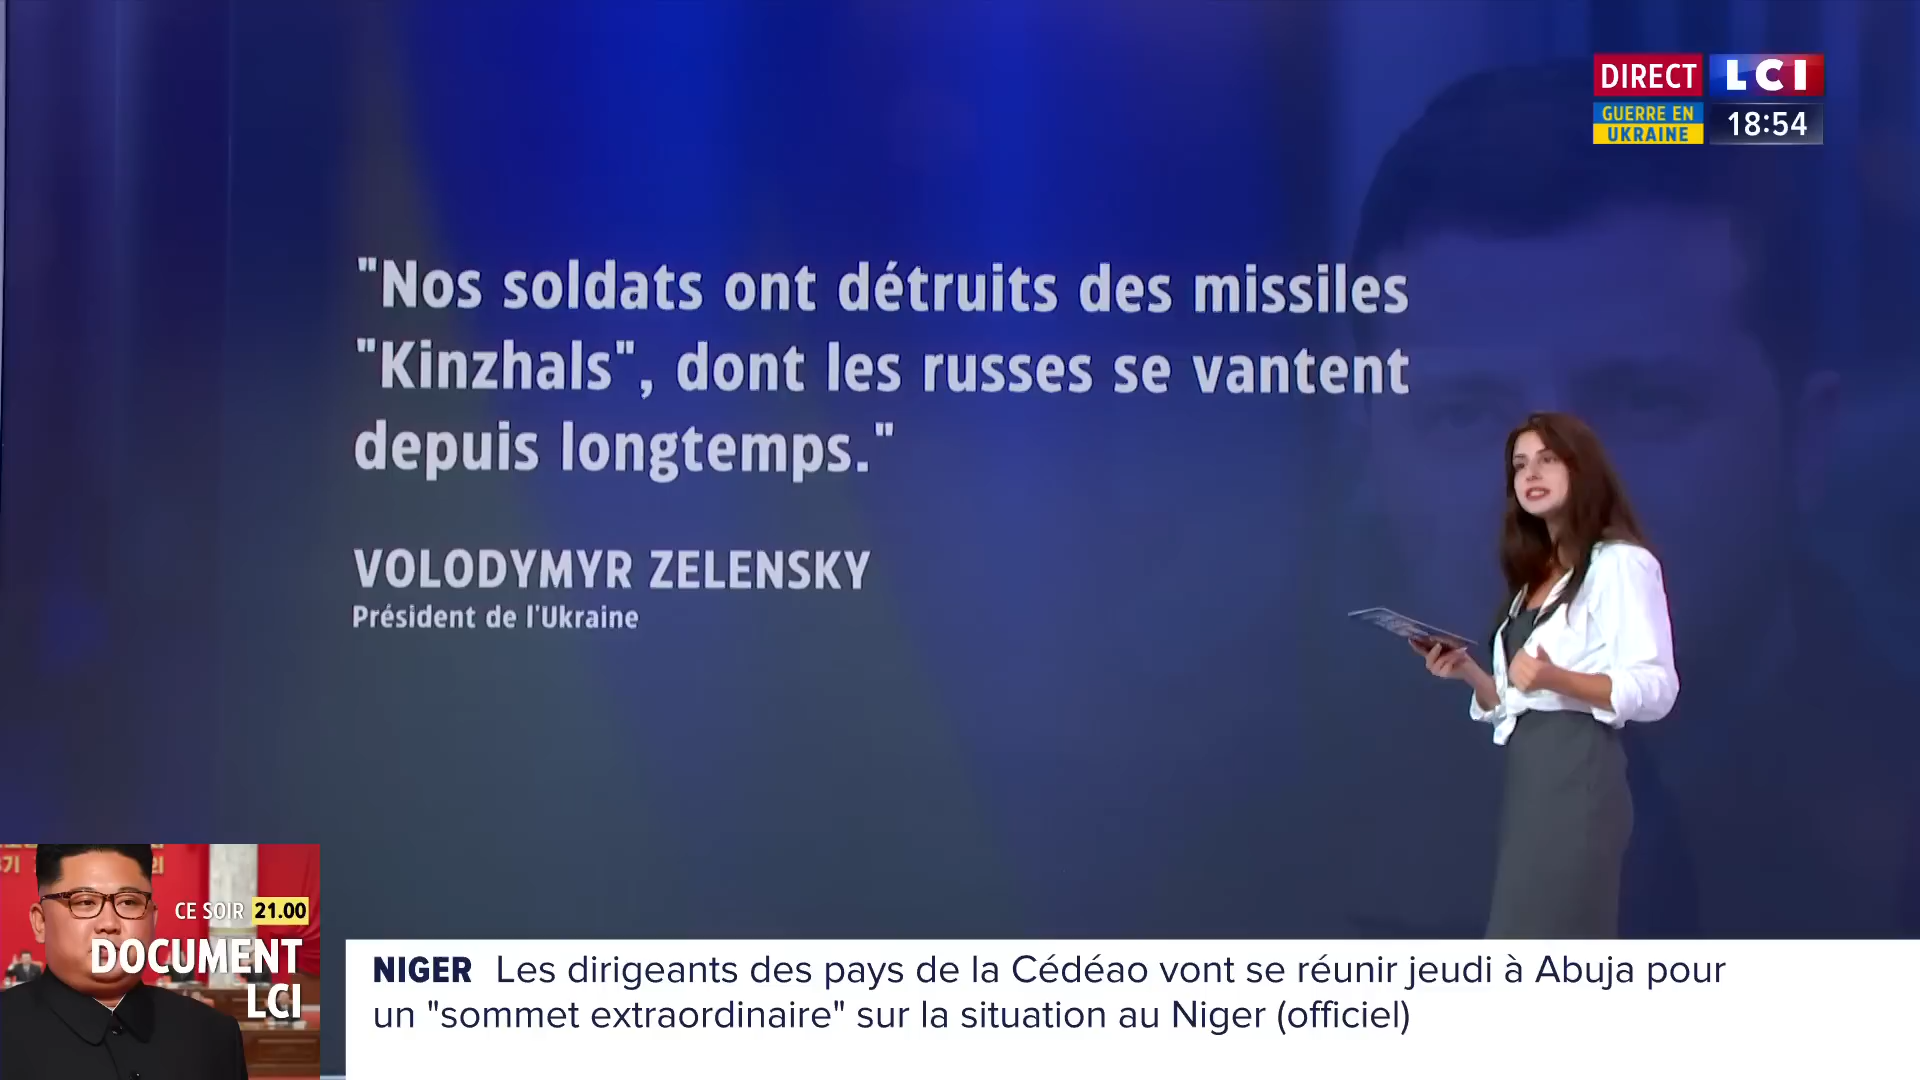 DIRECT LCI
GUERRE EN
UKRAINE
18:54
"Nos soldats ont détruits des missiles
"Kinzhals", dont les russes se vantent
depuis longtemps."
VOLODYMYR ZELENSKY
Président de l'Ukraine
CE SOIR 21.00
DOCUMENT
LCI
NIGER Les dirigeants des pays de la Cédéao vont se réunir jeudi à Abuja pour
un "sommet extraordinaire" sur la situation au Niger (officiel)